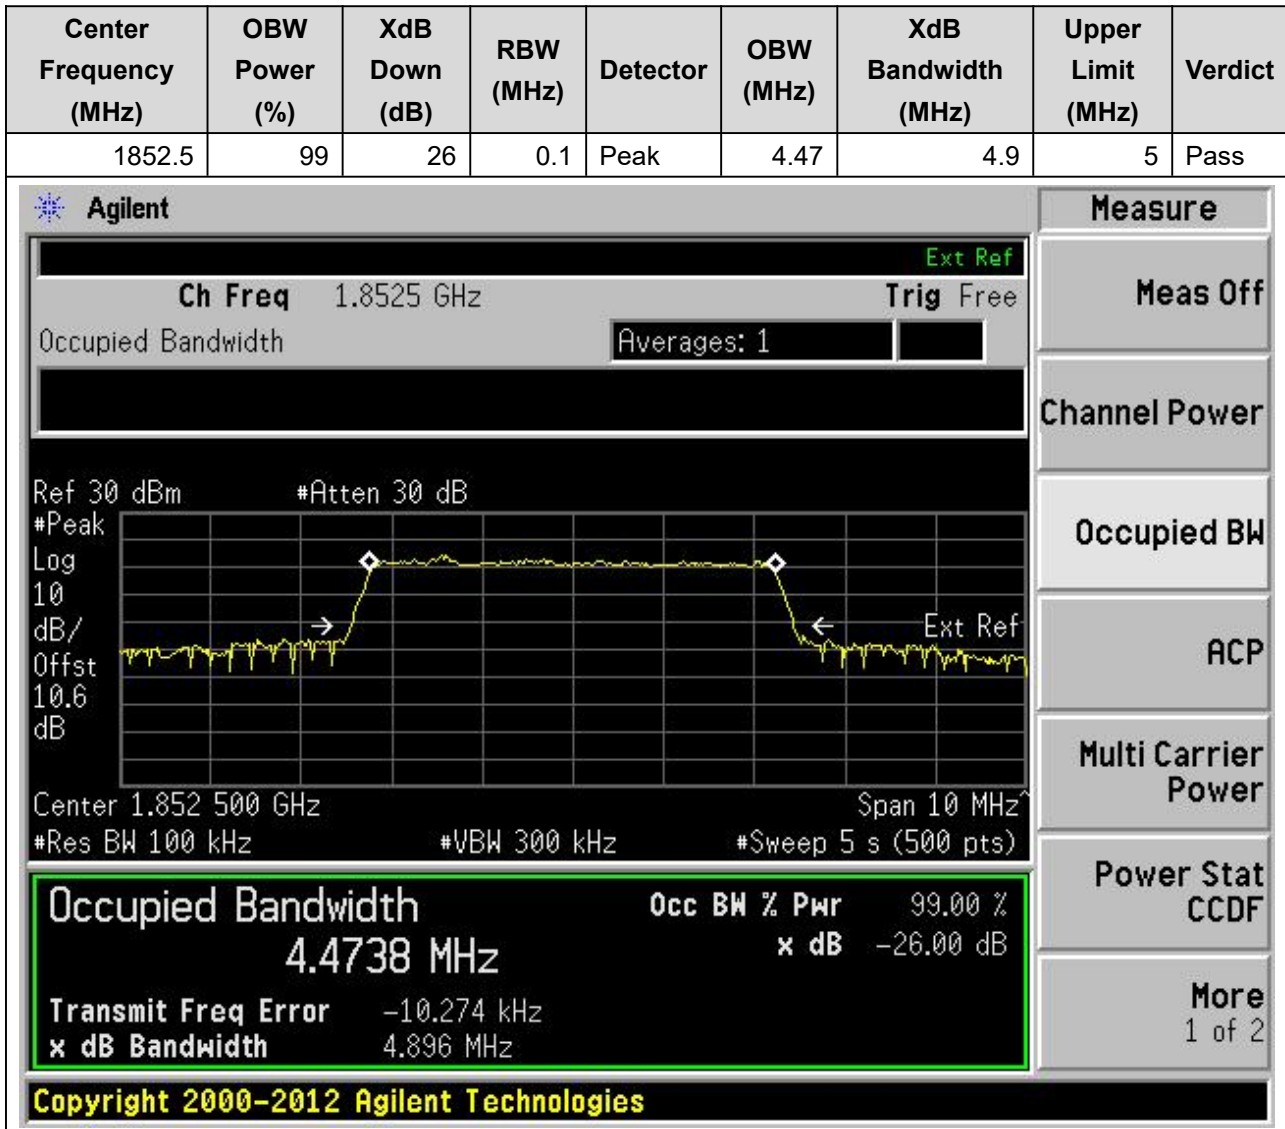 Center Frequency (MHz) OBW Power (%) XdB Down (dB) RBW (MHz) Detector OBW (MHz) XdB Bandwidth (MHz) Upper Limit (MHz) Verdict
1852.5 99 26 0.1 Peak 4.47 4.9 5 Pass
Agilent
Measure
Ext Ref
Ch Freq 1.8525 GHz Trig Free
Meas Off
Occupied Bandwidth
Averages: 1
Channel Power
Ref 30 dBm #Atten 30 dB
#Peak
Log
10
dB/
Offst
10.6
dB
Ext Ref
Occupied BW
ACP
Center 1.852 500 GHz Span 10 MHz^
#Res BW 100 kHz #VBW 300 kHz #Sweep 5 s (500 pts)
Multi Carrier
Power
Occupied Bandwidth
4.4738 MHz
Occ BW % Pwr 99.00 %
x dB -26.00 dB
Power Stat
CCDF
Transmit Freq Error -10.274 kHz
x dB Bandwidth 4.896 MHz
More
1 of 2
Copyright 2000-2012 Agilent Technologies